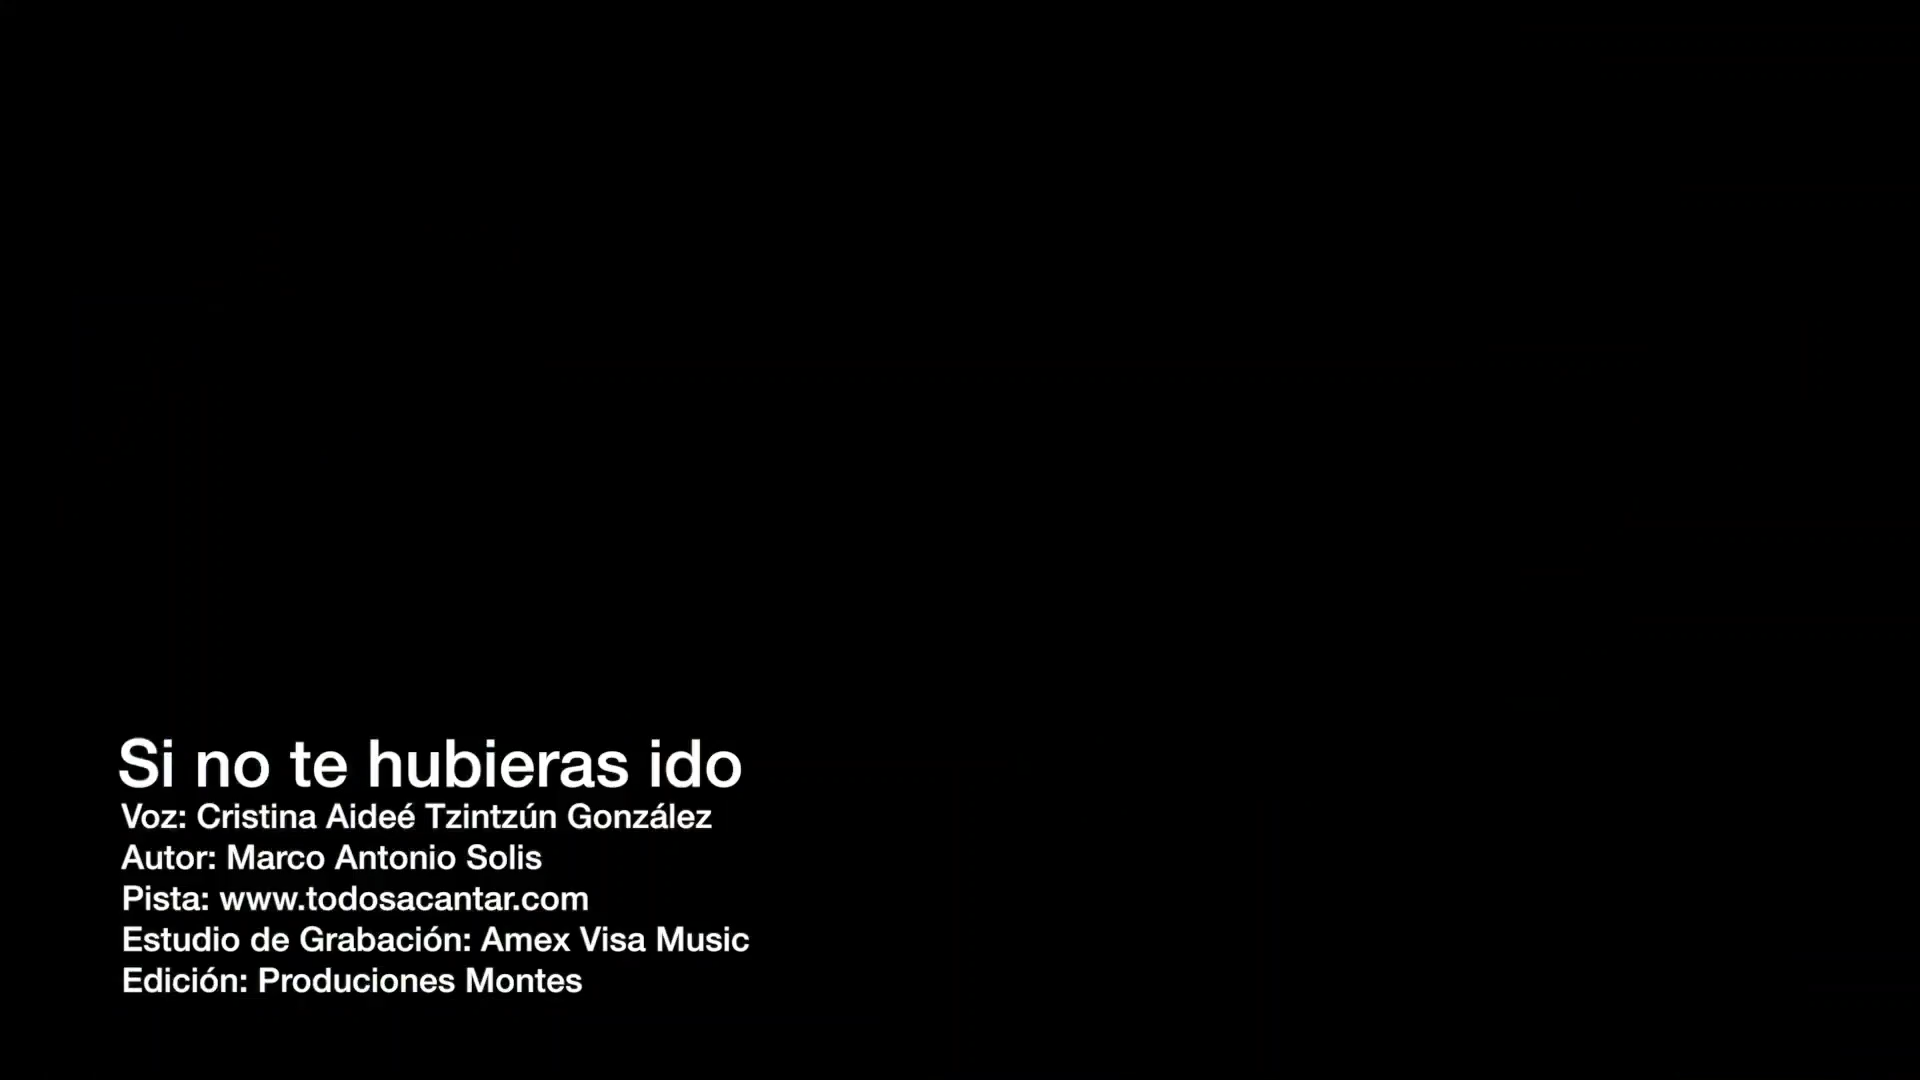 Si no te hubieras ido
Voz: Cristina Aideé Tzintzún González
Autor: Marco Antonio Solis
Pista: www.todosacantar.com
Estudio de Grabación: Amex Visa Music
Edición: Produciones Montes